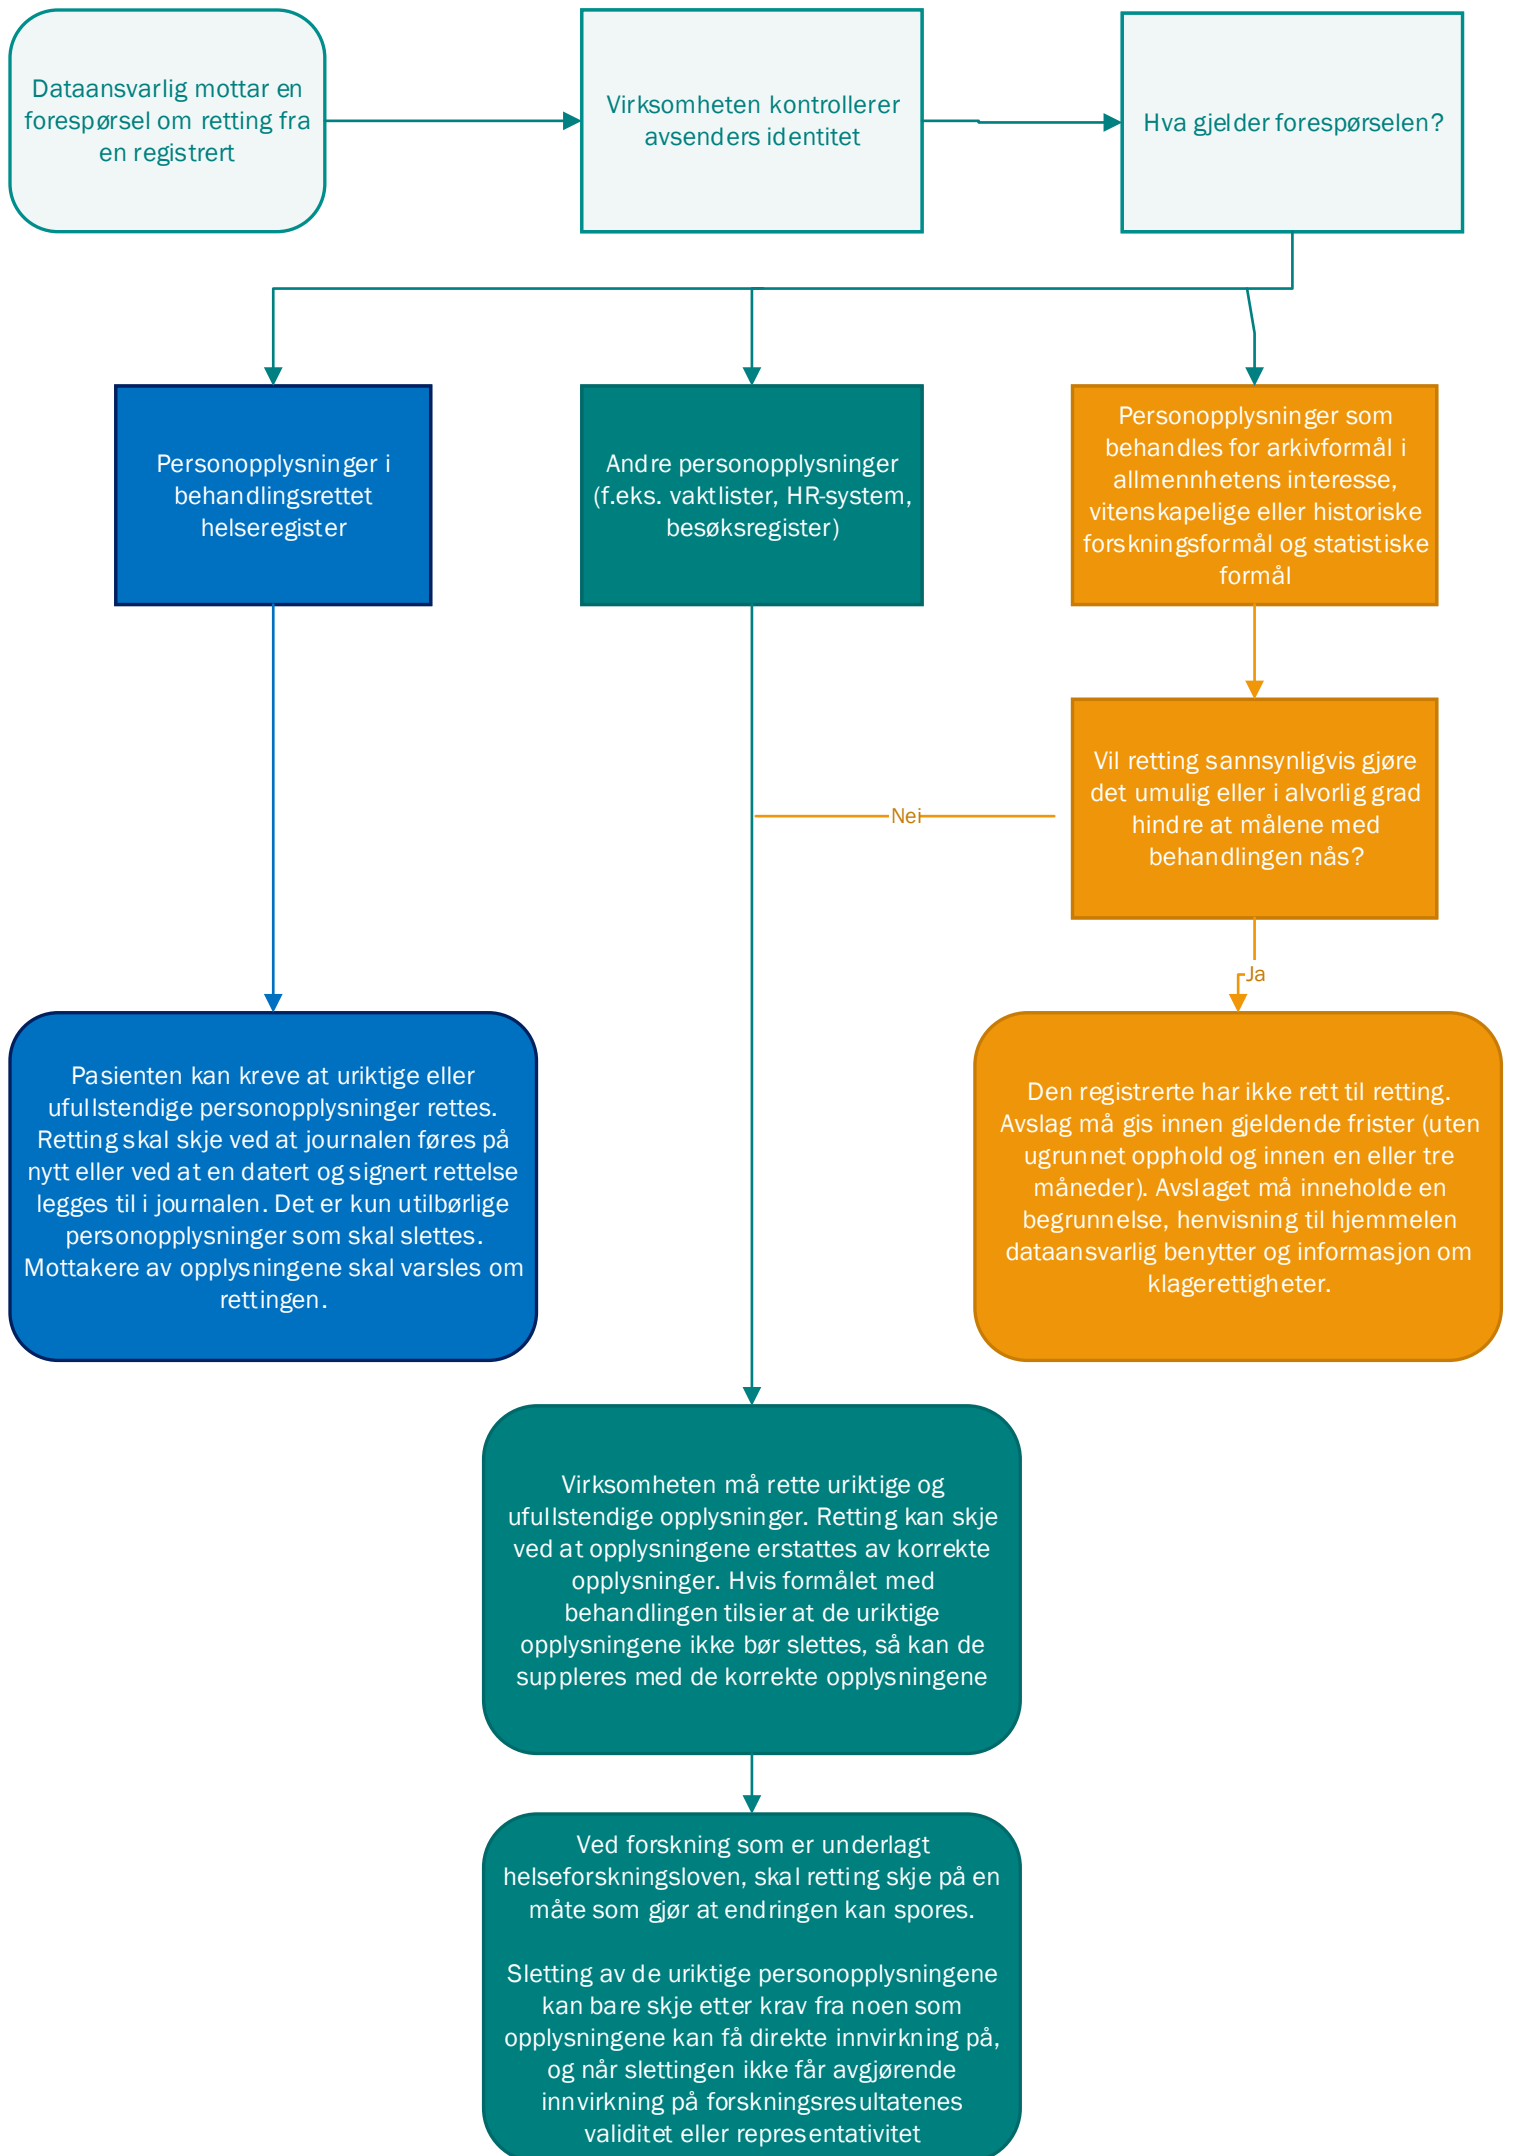 Dataansvarlig mottar en
forespørsel om retting fra
en registrert
Virksomheten kontrollerer
avsenders identitet
Hva gjelder forespørselen?
Personopplysninger i
behandlingsrettet
helseregister
Andre personopplysninger
(f.eks. vaktlister, HR-system,
besøksregister)
Personopplysninger som
behandles for arkivformål i
allmennhetens interesse,
vitenskapelige eller historiske
forskningsformål og statistiske
formål
Vil retting sannsynligvis gjøre
det umulig eller i alvorlig grad
hindre at målene med
behandlingen nås?
Nei
Ja
Pasienten kan kreve at uriktige eller
ufullstendige personopplysninger rettes.
Retting skal skje ved at journalen føres på
nytt eller ved at en datert og signert rettelse
legges til i journalen. Det er kun utilbørlige
personopplysninger som skal slettes.
Mottakere av opplysningene skal varsles om
rettingen.
Den registrerte har ikke rett til retting.
Avslag må gis innen gjeldende frister (uten
ugrunnet opphold og innen en eller tre
måneder). Avslaget må inneholde en
begrunnelse, henvisning til hjemmelen
dataansvarlig benytter og informasjon om
klagerettigheter.
Virksomheten må rette uriktige og
ufullstendige opplysninger. Retting kan skje
ved at opplysningene erstattes av korrekte
opplysninger. Hvis formålet med
behandlingen tilsier at de uriktige
opplysningene ikke bør slettes, så kan de
suppleres med de korrekte opplysningene
Ved forskning som er underlagt
helseforskningsloven, skal retting skje på en
måte som gjør at endringen kan spores.
Sletting av de uriktige personopplysningene
kan bare skje etter krav fra noen som
opplysningene kan få direkte innvirkning på,
og når slettingen ikke får avgjørende
innvirkning på forskningsresultatenes
validitet eller representativitet